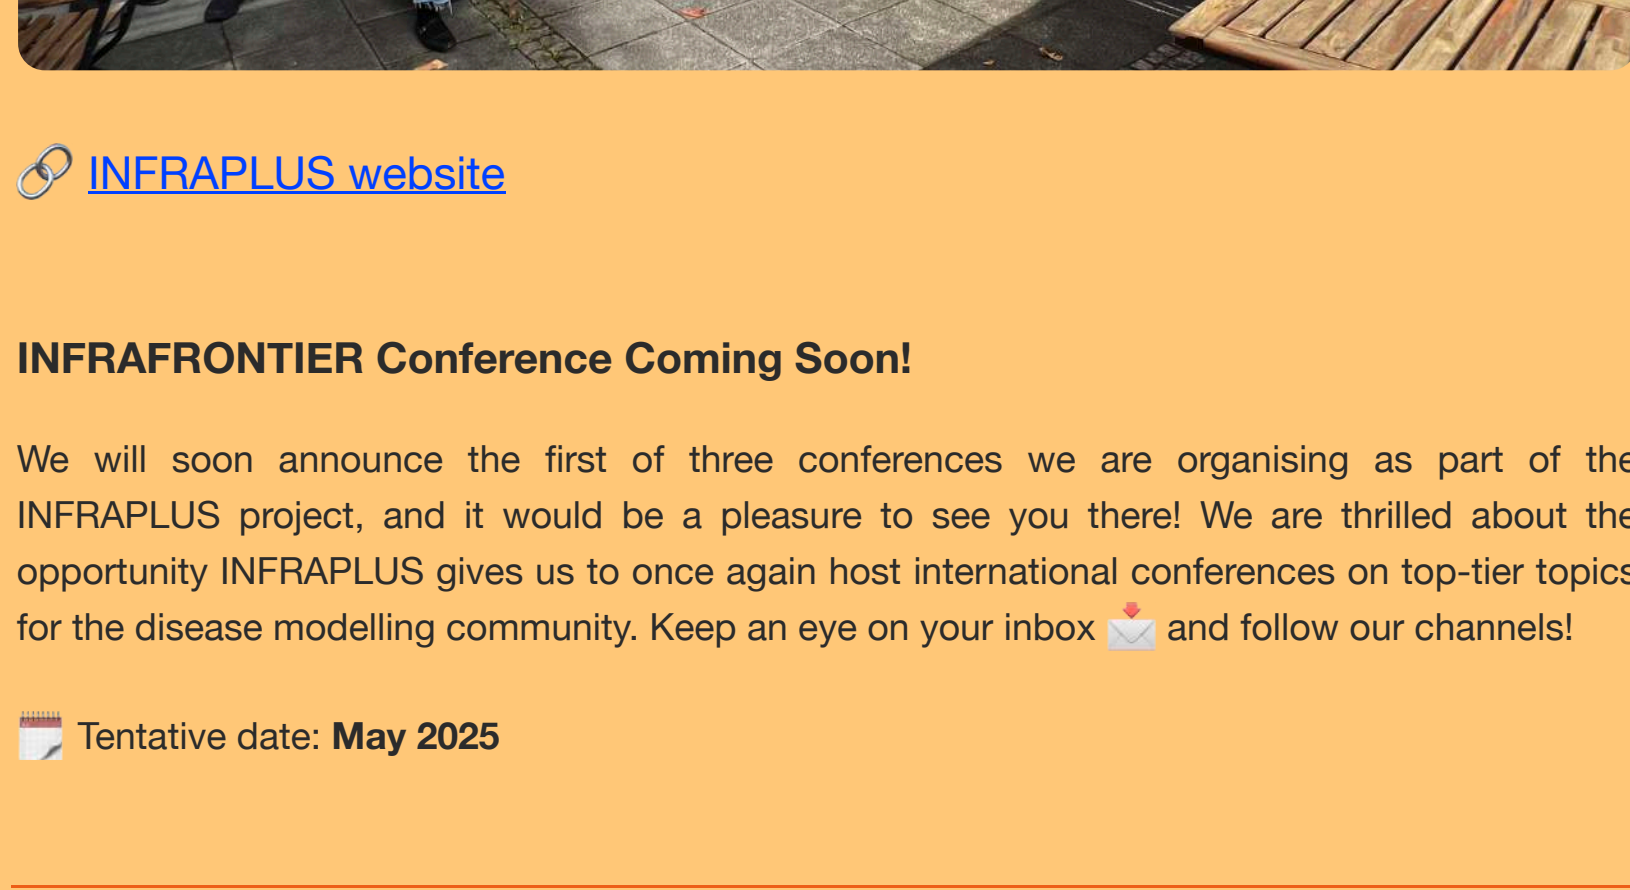 INFRAPLUS website
INFRAFRONTIER Conference Coming Soon!
We will soon announce the first of three conferences we are organising as part of the
INFRAPLUS project, and it would be a pleasure to see you there! We are thrilled about the
opportunity INFRAPLUS gives us to once again host international conferences on top-tier topics
for the disease modelling community. Keep an eye on your inbox 📩 and follow our channels!
Tentative date: May 2025